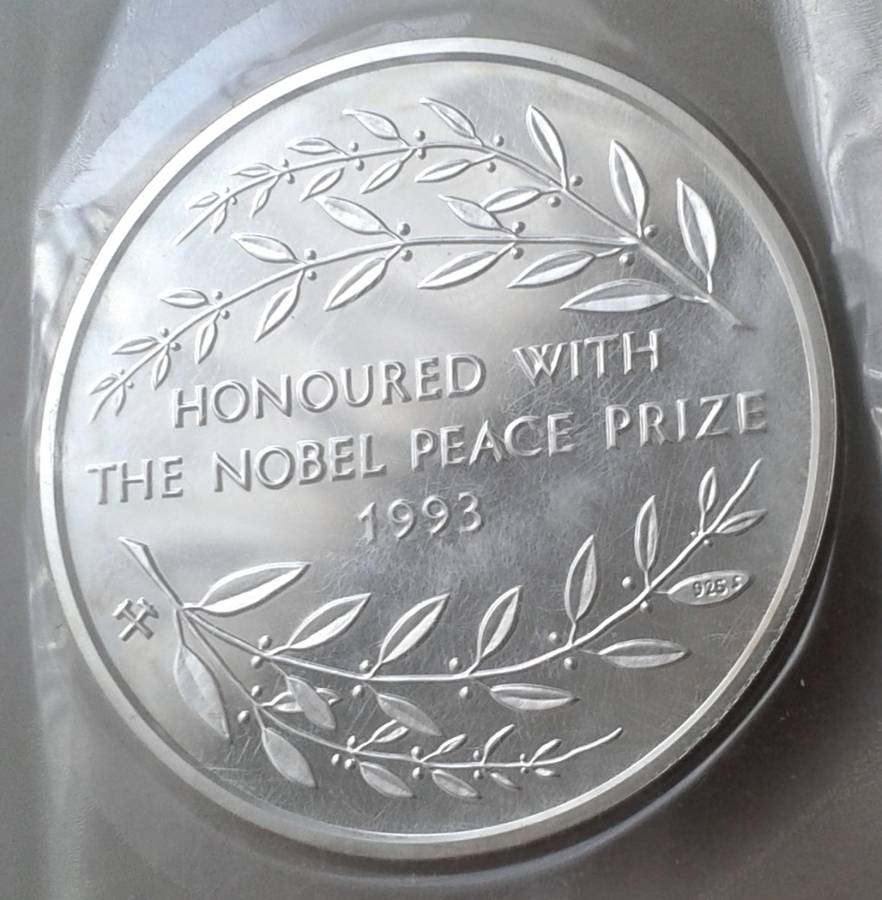 HONOURED WITH
THE NOBEL PEACE PRIZE
1993
925 S